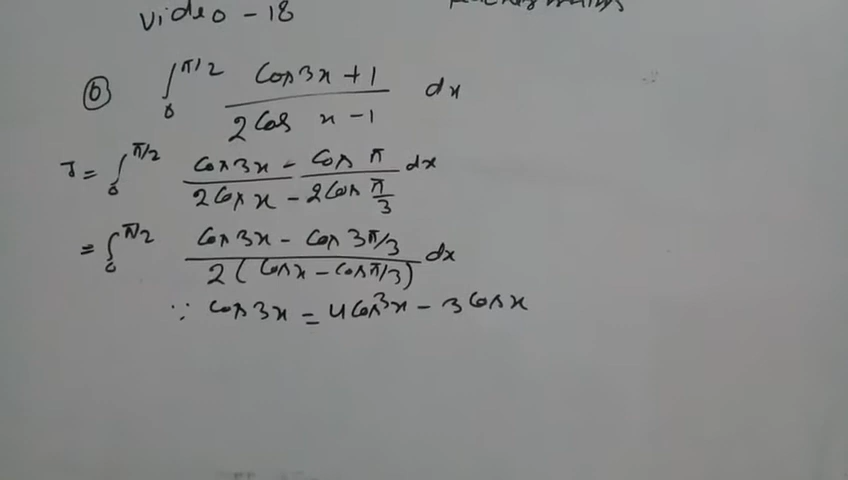 video - 18
⑥ ∫₀^π/2 (cos3x + 1)/(2cos x - 1) dx
I = ∫₀^π/2 (cos3x - cos π)/(2cos x - 2cos π/3) dx
= ∫₀^π/2 (cos3x - cos 3π/3)/(2(cosx - cosπ/3)) dx
∵ cos3x = 4cos³x - 3cosx